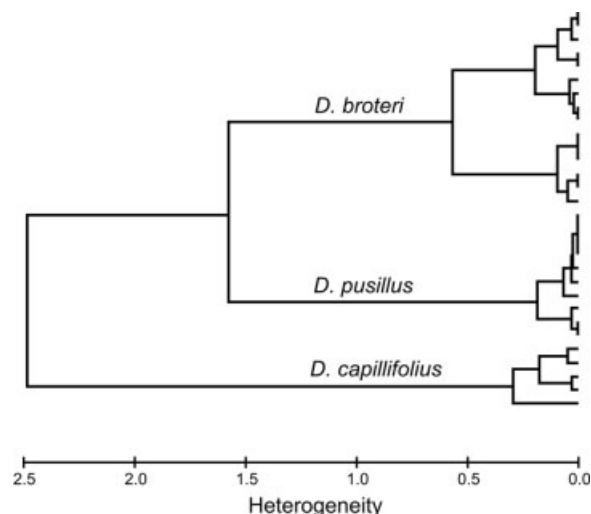 D. broteri
D. pusillus
D. capillifolius
2.5 2.0 1.5 1.0 0.5 0.0
Heterogeneity